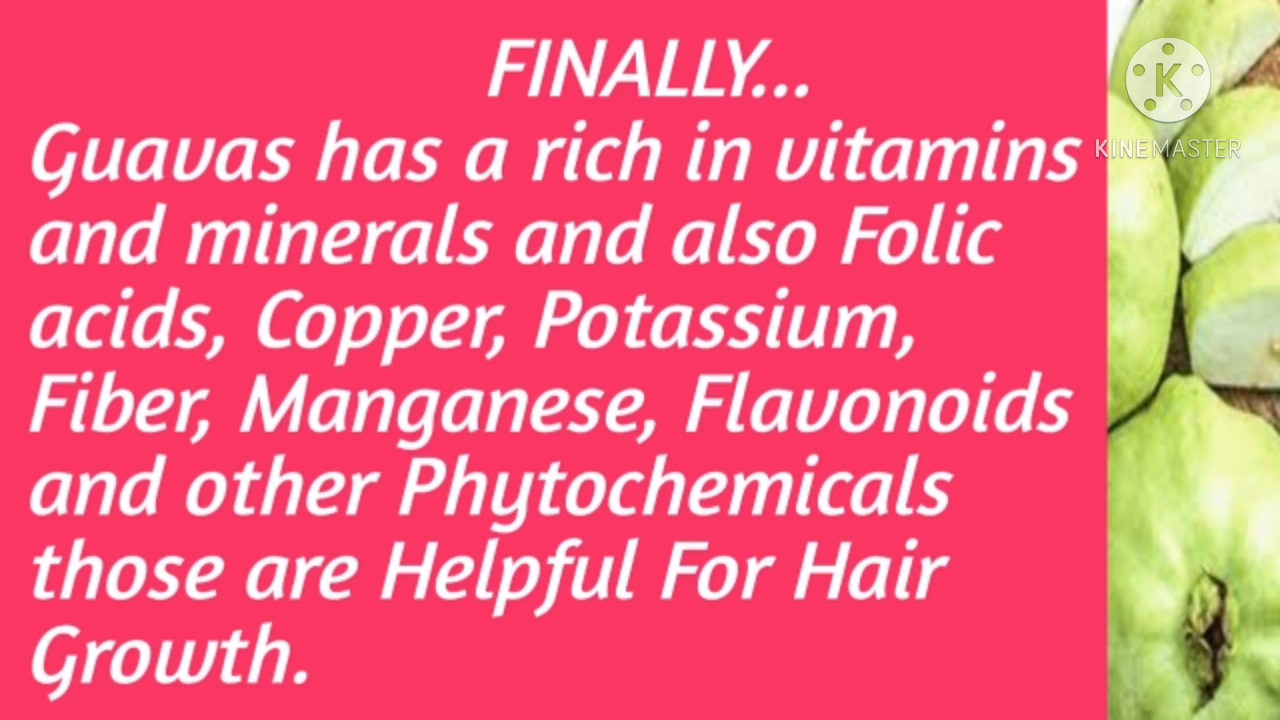 FINALLY...
Guavas has a rich in vitamins
and minerals and also Folic
acids, Copper, Potassium,
Fiber, Manganese, Flavonoids
and other Phytochemicals
those are Helpful For Hair
Growth.
K
KINEMASTER